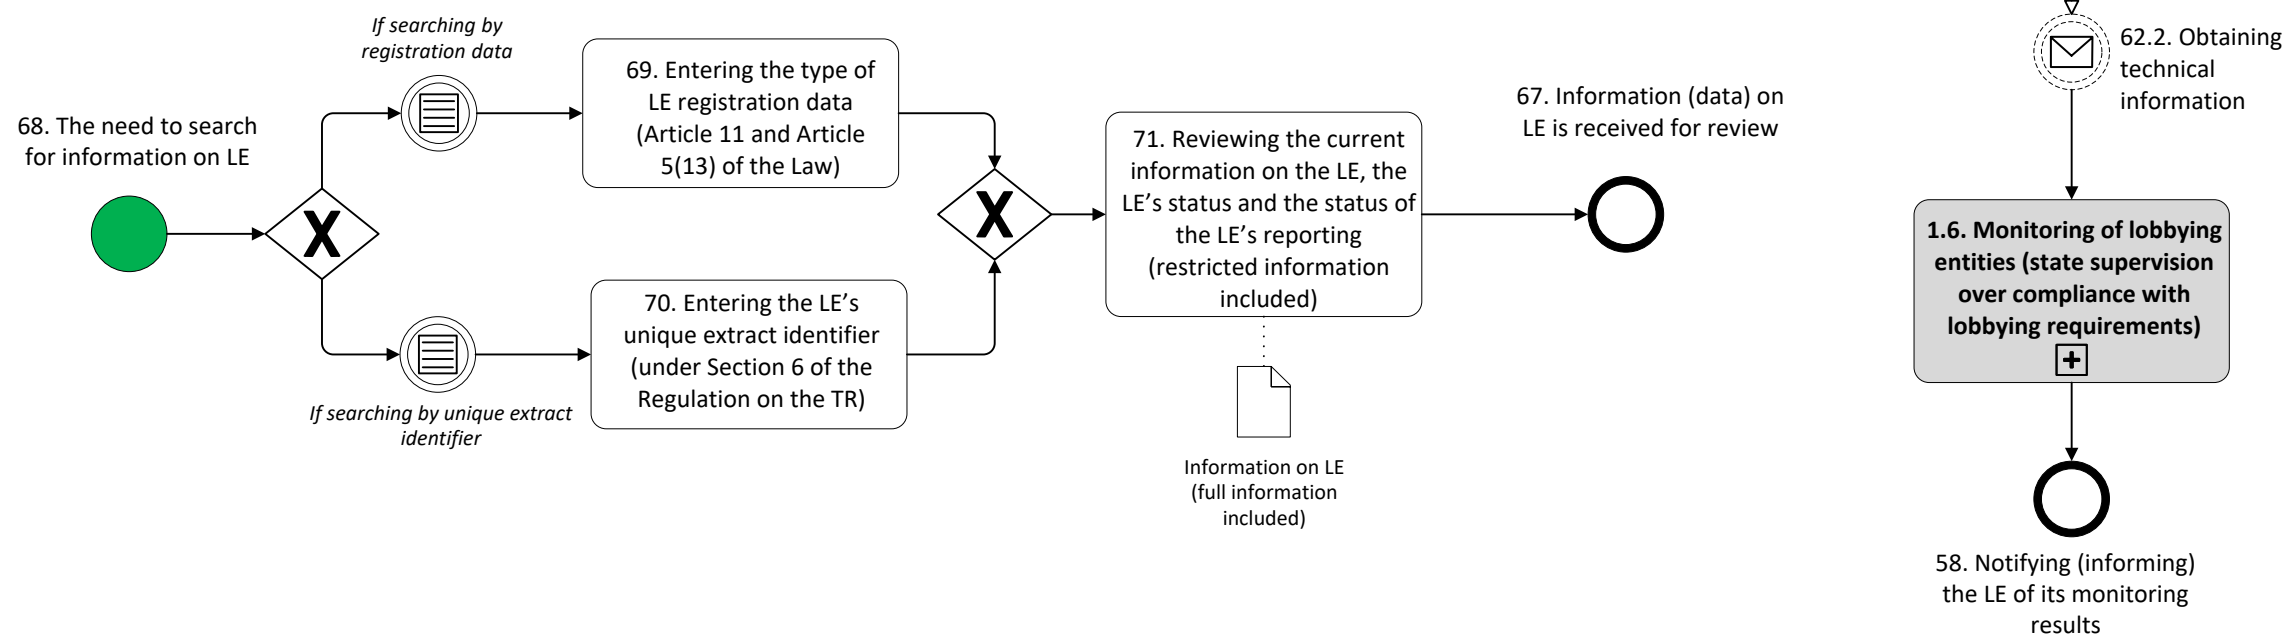 If searching by
registration data
68. The need to search
for information on LE
69. Entering the type of
LE registration data
(Article 11 and Article
5(13) of the Law)
X
70. Entering the LE’s
unique extract identifier
(under Section 6 of the
Regulation on the TR)
If searching by unique extract
identifier
X
71. Reviewing the current
information on the LE, the
LE’s status and the status of
the LE’s reporting
(restricted information
included)
Information on LE
(full information
included)
67. Information (data) on
LE is received for review
62.2. Obtaining
technical
information
1.6. Monitoring of lobbying
entities (state supervision
over compliance with
lobbying requirements)
58. Notifying (informing)
the LE of its monitoring
results